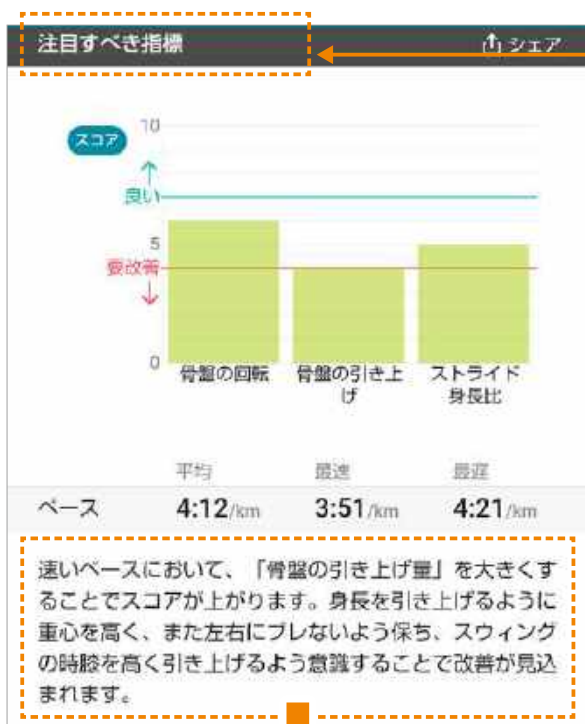 注目すべき指標 シェア
スコア
10
良い
5
要改善
0
骨盤の回転 骨盤の引き上げ ストライド身長比
平均 最速 最遅
ペース 4:12/km 3:51/km 4:21/km
速いペースにおいて、「骨盤の引き上げ量」を大きくす
ることでスコアが上がります。身長を引き上げるように
重心を高く、また左右にブレないよう保ち、スウィング
の時膝を高く引き上げるよう意識することで改善が見込
まれます。